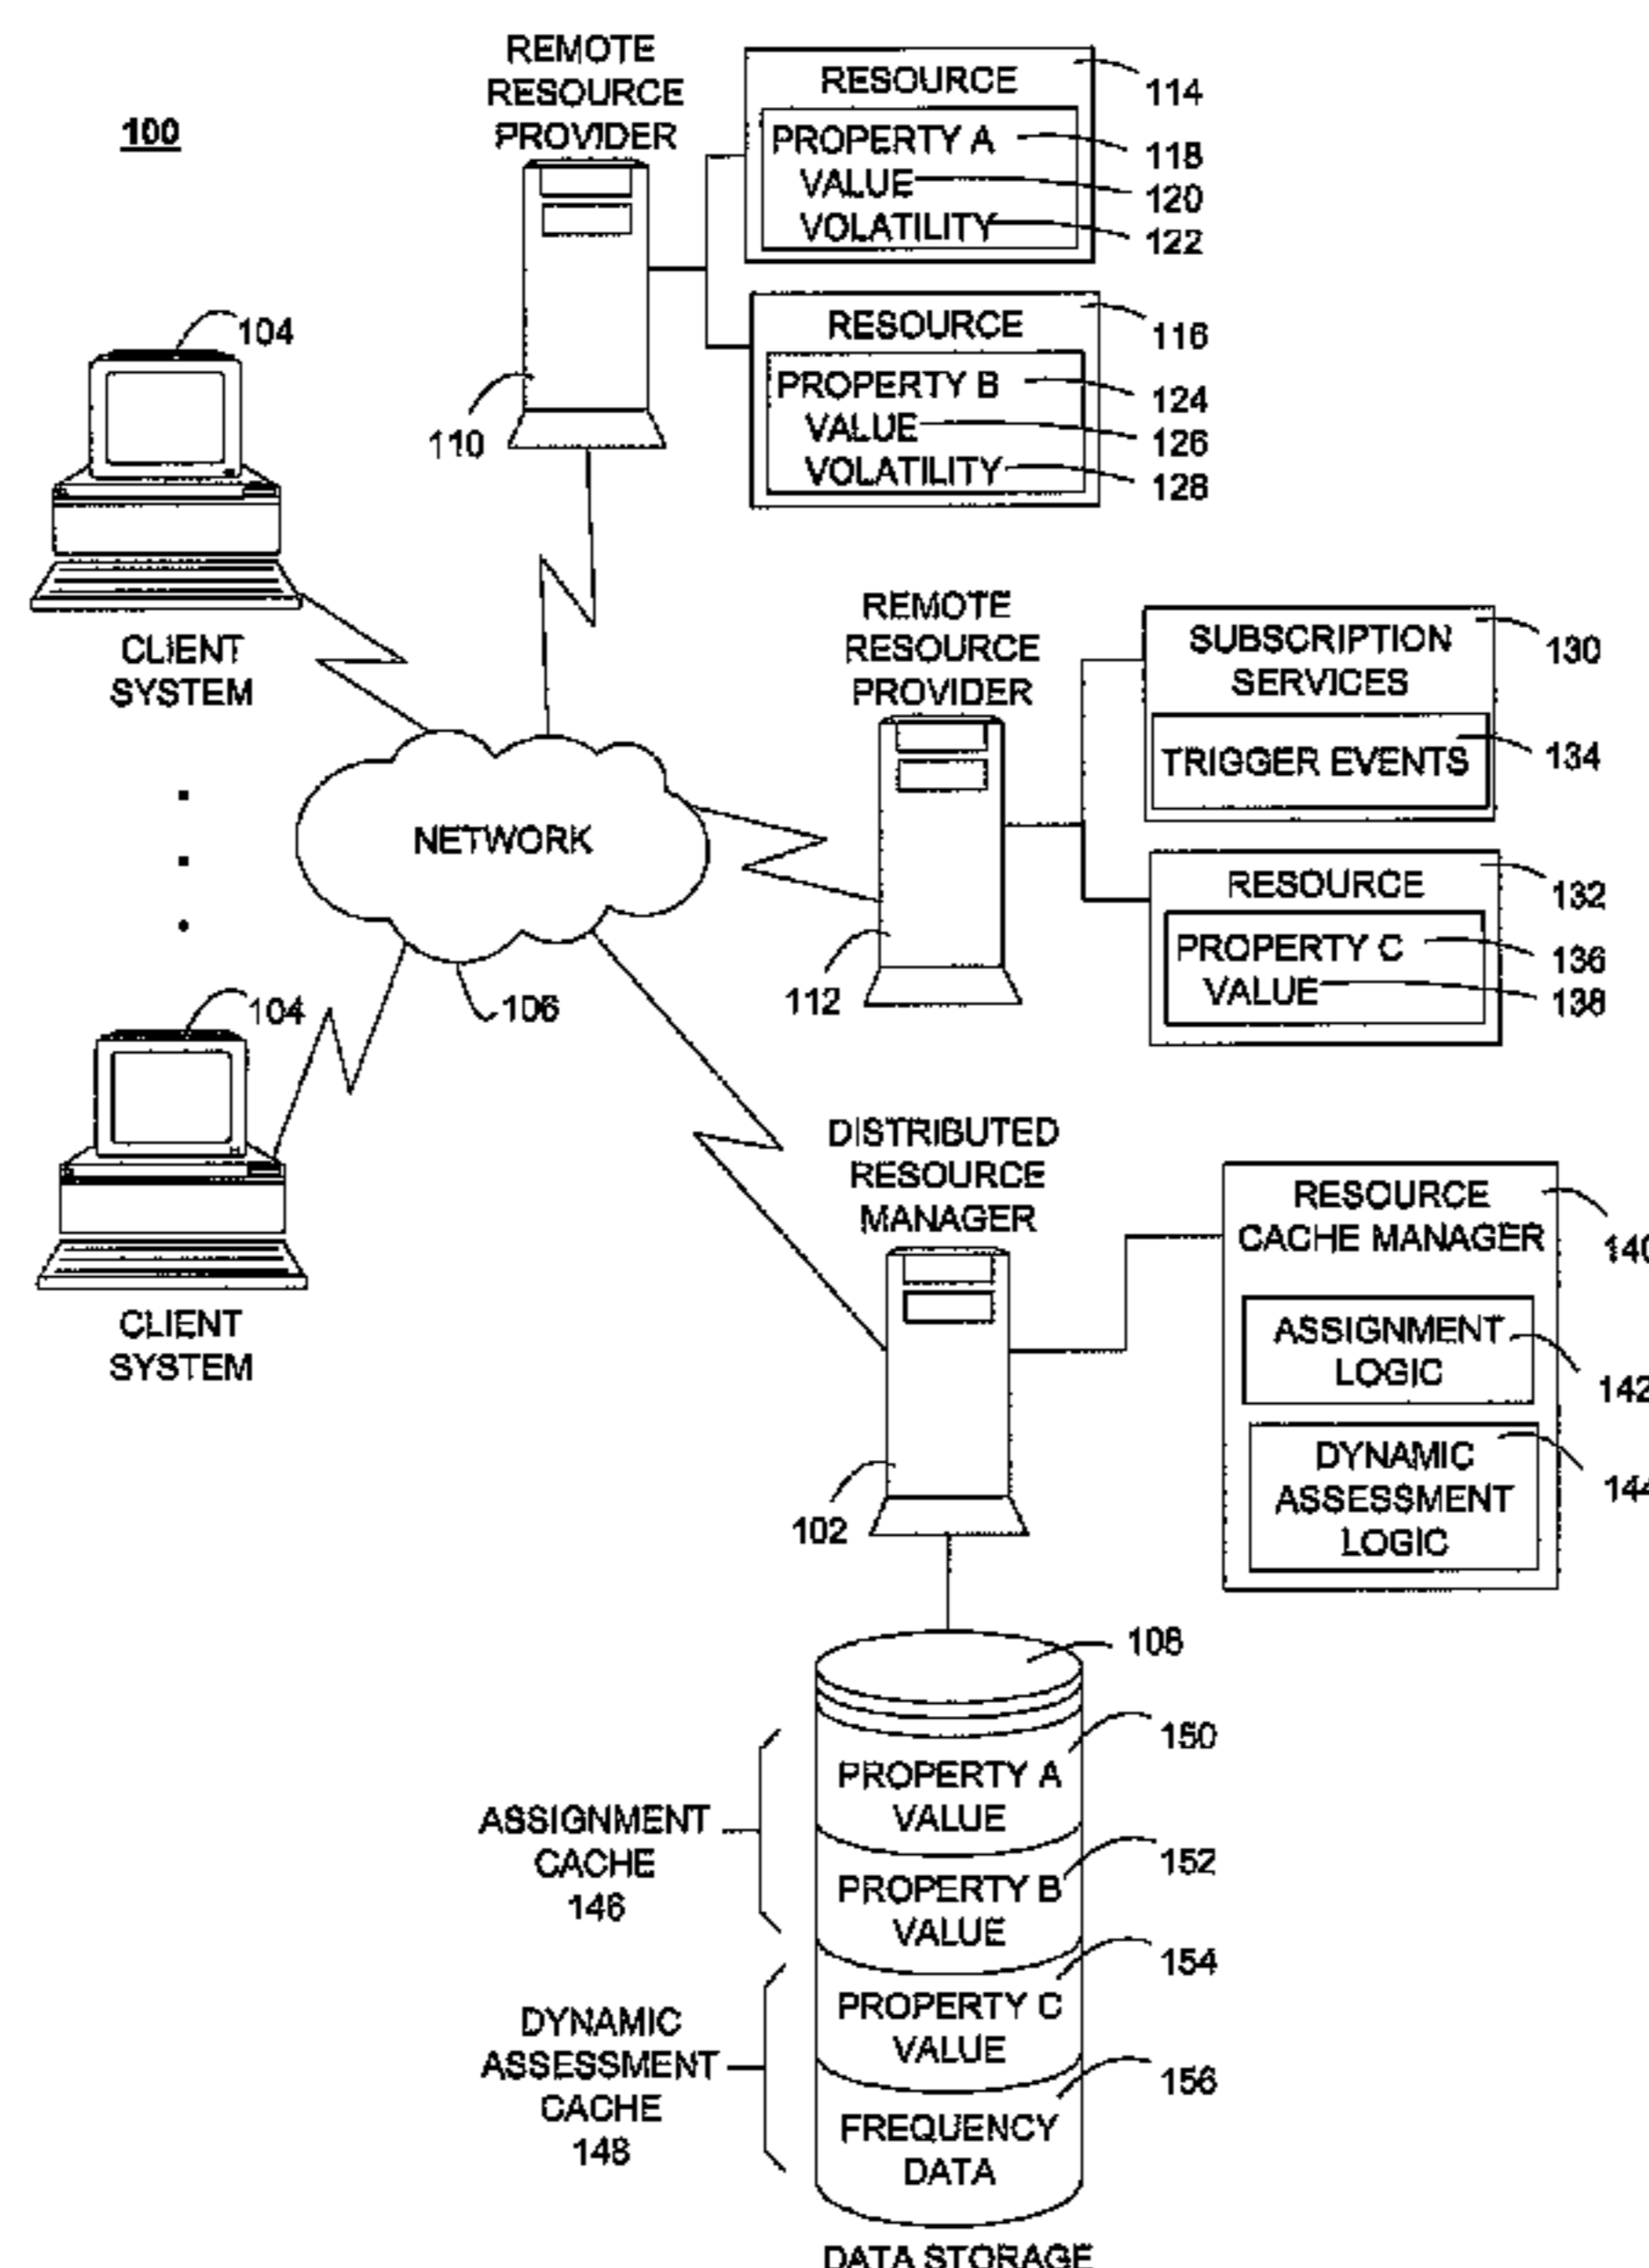 100
REMOTE
RESOURCE
PROVIDER
110
RESOURCE
114
PROPERTY A
118
VALUE
120
VOLATILITY
122
RESOURCE
116
PROPERTY B
124
VALUE
126
VOLATILITY
128
104
CLIENT
SYSTEM
NETWORK
106
104
CLIENT
SYSTEM
REMOTE
RESOURCE
PROVIDER
112
SUBSCRIPTION
SERVICES
130
TRIGGER EVENTS
134
RESOURCE
132
PROPERTY C
136
VALUE
138
DISTRIBUTED
RESOURCE
MANAGER
102
RESOURCE
CACHE MANAGER
140
ASSIGNMENT
LOGIC
142
DYNAMIC
ASSESSMENT
LOGIC
144
108
PROPERTY A
VALUE
150
PROPERTY B
VALUE
152
PROPERTY C
VALUE
154
FREQUENCY
DATA
156
ASSIGNMENT
CACHE
146
DYNAMIC
ASSESSMENT
CACHE
148
DATA STORAGE